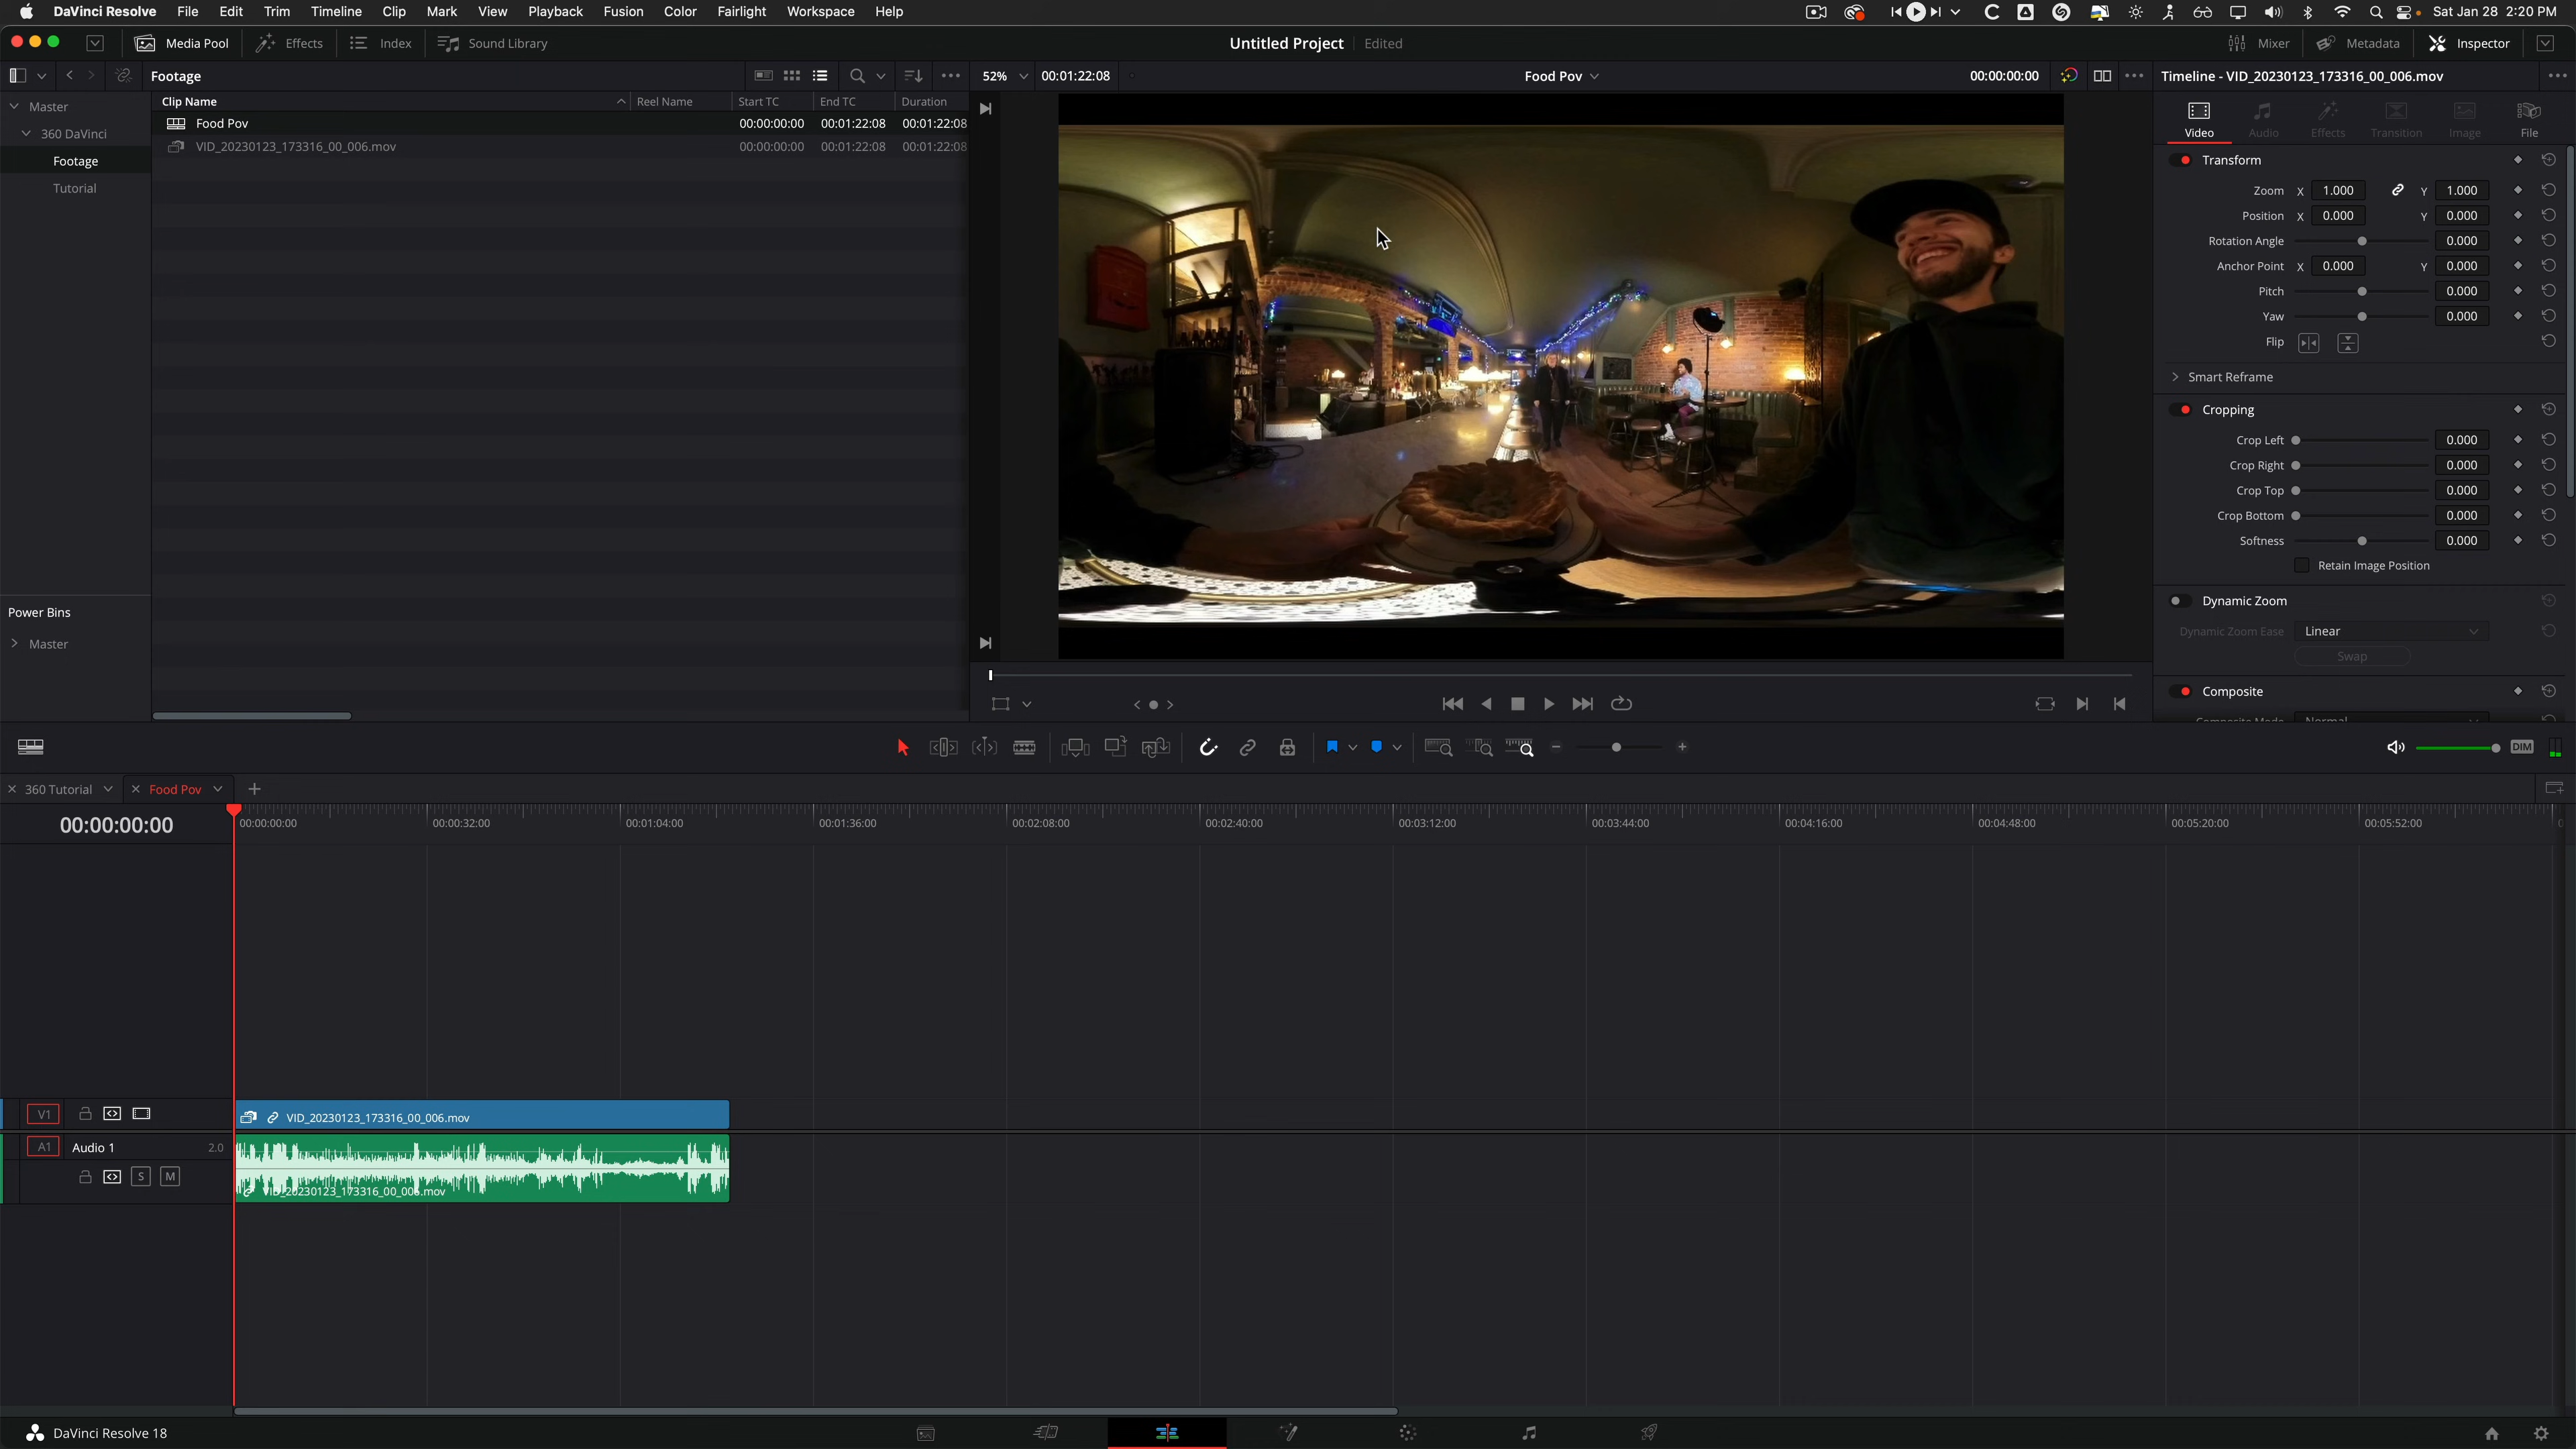 DaVinci Resolve File Edit Trim Timeline Clip Mark View Playback Fusion Color Fairlight Workspace Help Sat Jan 28 2:20 PM
Media Pool Effects Index Sound Library Untitled Project Edited Mixer Metadata Inspector
Footage 52% 00:01:22:08 Food Pov 00:00:00:00 Timeline - VID_20230123_173316_00_006.mov
Master
360 DaVinci
Footage
Tutorial
Power Bins
Master
Clip Name Reel Name Start TC End TC Duration
Food Pov 00:00:00:00 00:01:22:08 00:01:22:08
VID_20230123_173316_00_006.mov 00:00:00:00 00:01:22:08 00:01:22:08
Video Audio Effects Transition Image File
Transform
Zoom X 1.000 Y 1.000
Position X 0.000 Y 0.000
Rotation Angle 0.000
Anchor Point X 0.000 Y 0.000
Pitch 0.000
Yaw 0.000
Flip
Smart Reframe
Cropping
Crop Left 0.000
Crop Right 0.000
Crop Top 0.000
Crop Bottom 0.000
Softness 0.000
Retain Image Position
Dynamic Zoom
Dynamic Zoom Ease Linear
Swap
Composite
Composite Mode Normal
DIM
360 Tutorial Food Pov
00:00:00:00 00:00:00:00 00:00:32:00 00:01:04:00 00:01:36:00 00:02:08:00 00:02:40:00 00:03:12:00 00:03:44:00 00:04:16:00 00:04:48:00 00:05:20:00 00:05:52:00
V1 VID_20230123_173316_00_006.mov
A1 Audio 1 2.0
S M
VID_20230123_173316_00_006.mov
DaVinci Resolve 18